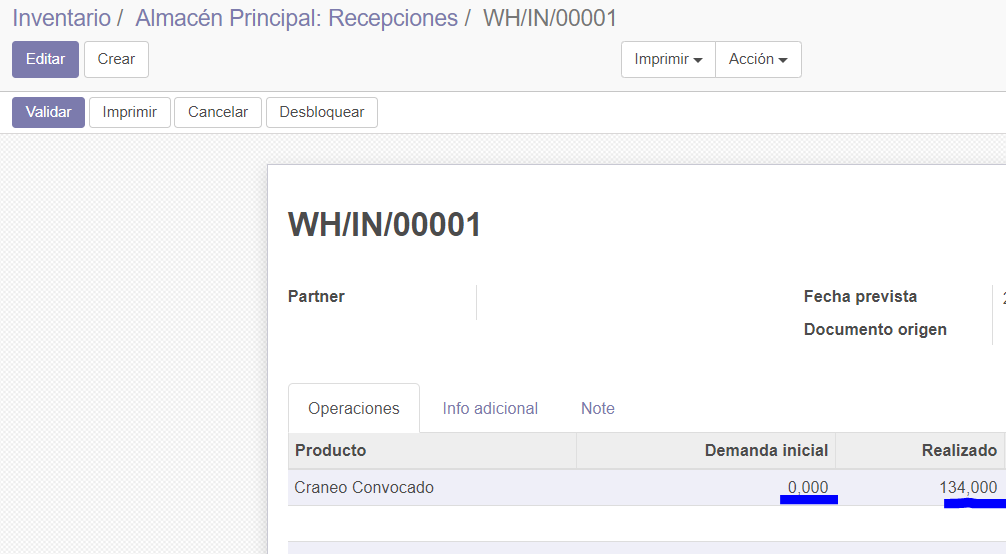 Inventario / Almacén Principal: Recepciones / WH/IN/00001
Editar Crear Imprimir Acción
Validar Imprimir Cancelar Desbloquear
WH/IN/00001
Partner Fecha prevista
Documento origen
Operaciones Info adicional Note
Producto Demanda inicial Realizado
Craneo Convocado 0,000 134,000